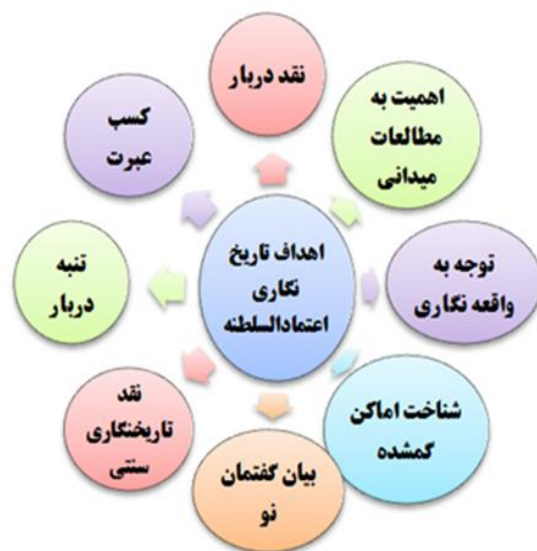 نقد دربار
اهمیت به
مطالعات
میدانی
توجه به
واقعه نگاری
شناخت اماکن
گمشده
بیان گفتمان
نو
نقد
تاریخنگاری
سنتی
تنبه
دربار
کسب
عبرت
اهداف تاریخ
نگاری
اعتمادالسلطنه